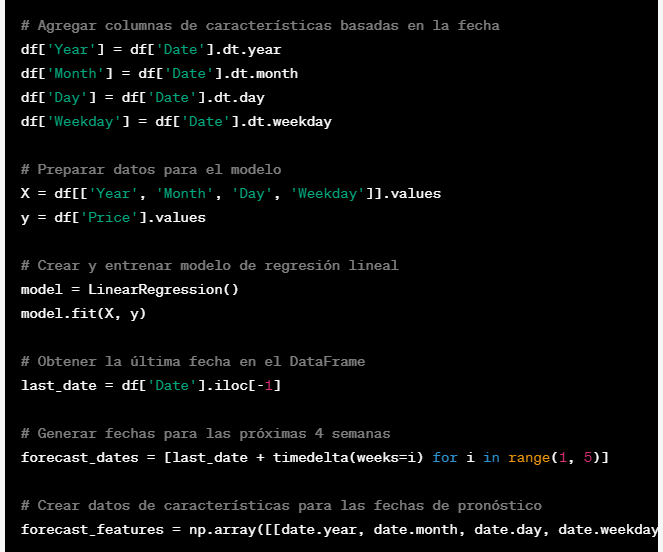 # Agregar columnas de características basadas en la fecha
df['Year'] = df['Date'].dt.year
df['Month'] = df['Date'].dt.month
df['Day'] = df['Date'].dt.day
df['Weekday'] = df['Date'].dt.weekday
# Preparar datos para el modelo
X = df[['Year', 'Month', 'Day', 'Weekday']].values
y = df['Price'].values
# Crear y entrenar modelo de regresión lineal
model = LinearRegression()
model.fit(X, y)
# Obtener la última fecha en el DataFrame
last_date = df['Date'].iloc[-1]
# Generar fechas para las próximas 4 semanas
forecast_dates = [last_date + timedelta(weeks=i) for i in range(1, 5)]
# Crear datos de características para las fechas de pronóstico
forecast_features = np.array([[date.year, date.month, date.day, date.weekday